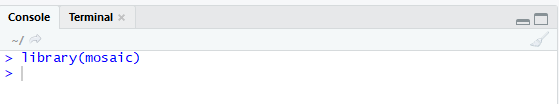 Console Terminal ×
~/
> library(mosaic)
>